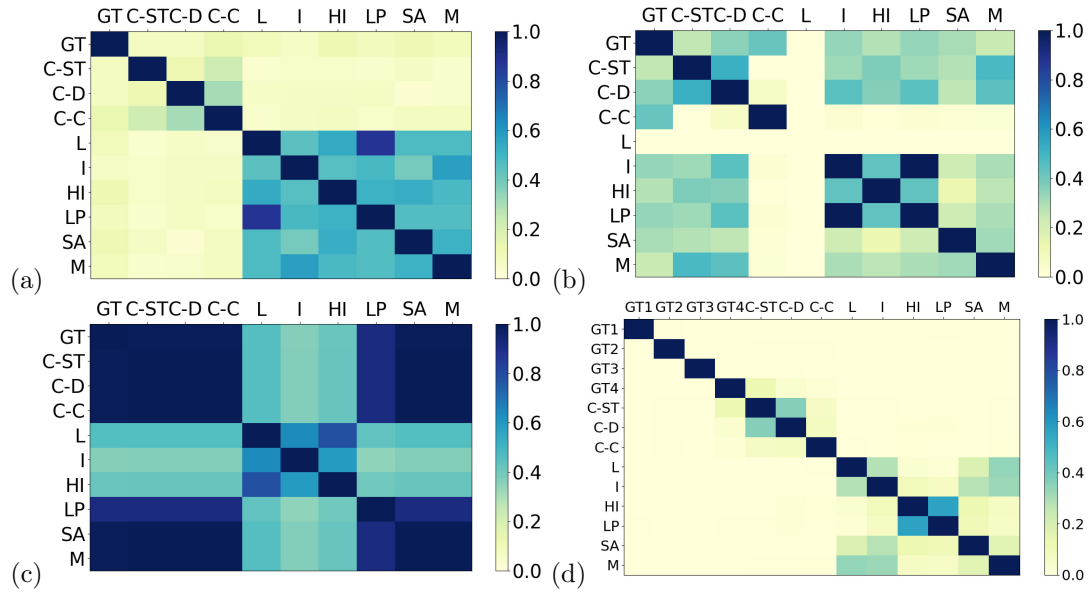 GT C-ST C-D C-C L I HI LP SA M
GT
C-ST
C-D
C-C
L
I
HI
LP
SA
M
1.0
0.8
0.6
0.4
0.2
0.0
(a)
GT C-ST C-D C-C L I HI LP SA M
GT
C-ST
C-D
C-C
L
I
HI
LP
SA
M
1.0
0.8
0.6
0.4
0.2
0.0
(b)
GT C-ST C-D C-C L I HI LP SA M
GT
C-ST
C-D
C-C
L
I
HI
LP
SA
M
1.0
0.8
0.6
0.4
0.2
0.0
(c)
GT1 GT2 GT3 GT4 C-ST C-D C-C L I HI LP SA M
GT1
GT2
GT3
GT4
C-ST
C-D
C-C
L
I
HI
LP
SA
M
1.0
0.8
0.6
0.4
0.2
0.0
(d)